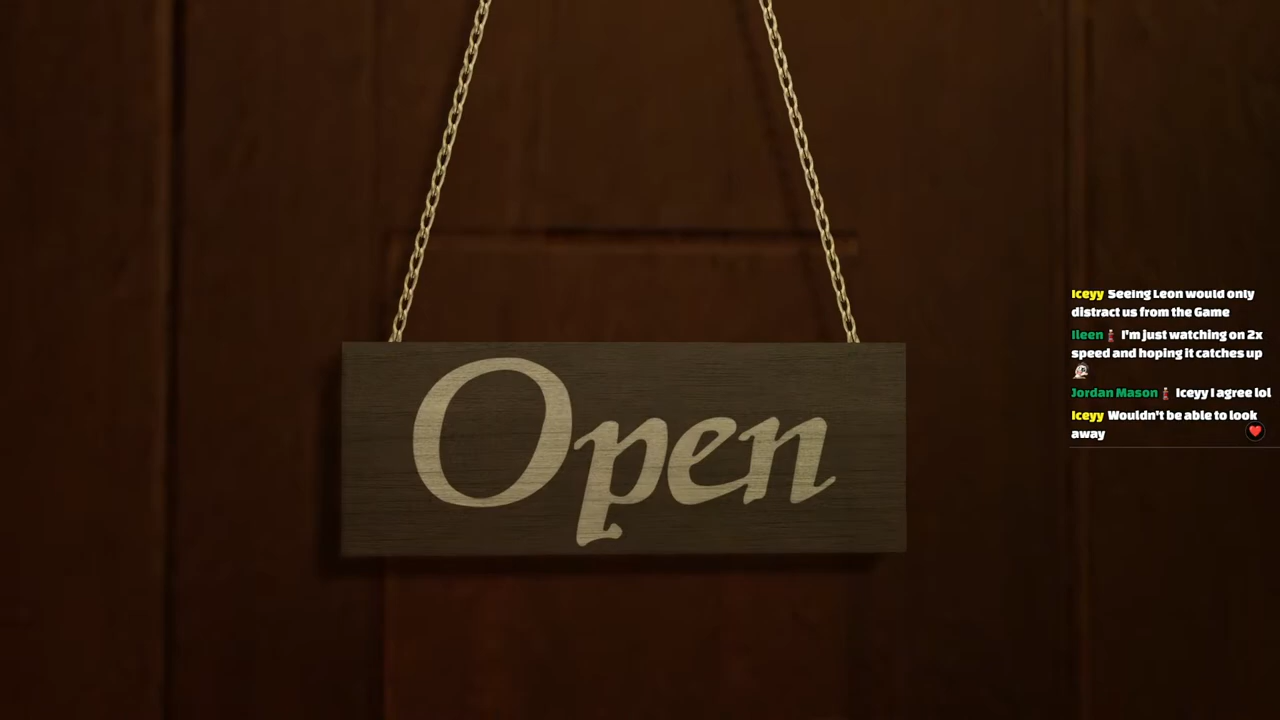 Open
Iceyy Seeing Leon would only
distract us from the Game
Ileen I'm just watching on 2x
speed and hoping it catches up
Jordan Mason Iceyy I agree lol
Iceyy Wouldn't be able to look
away